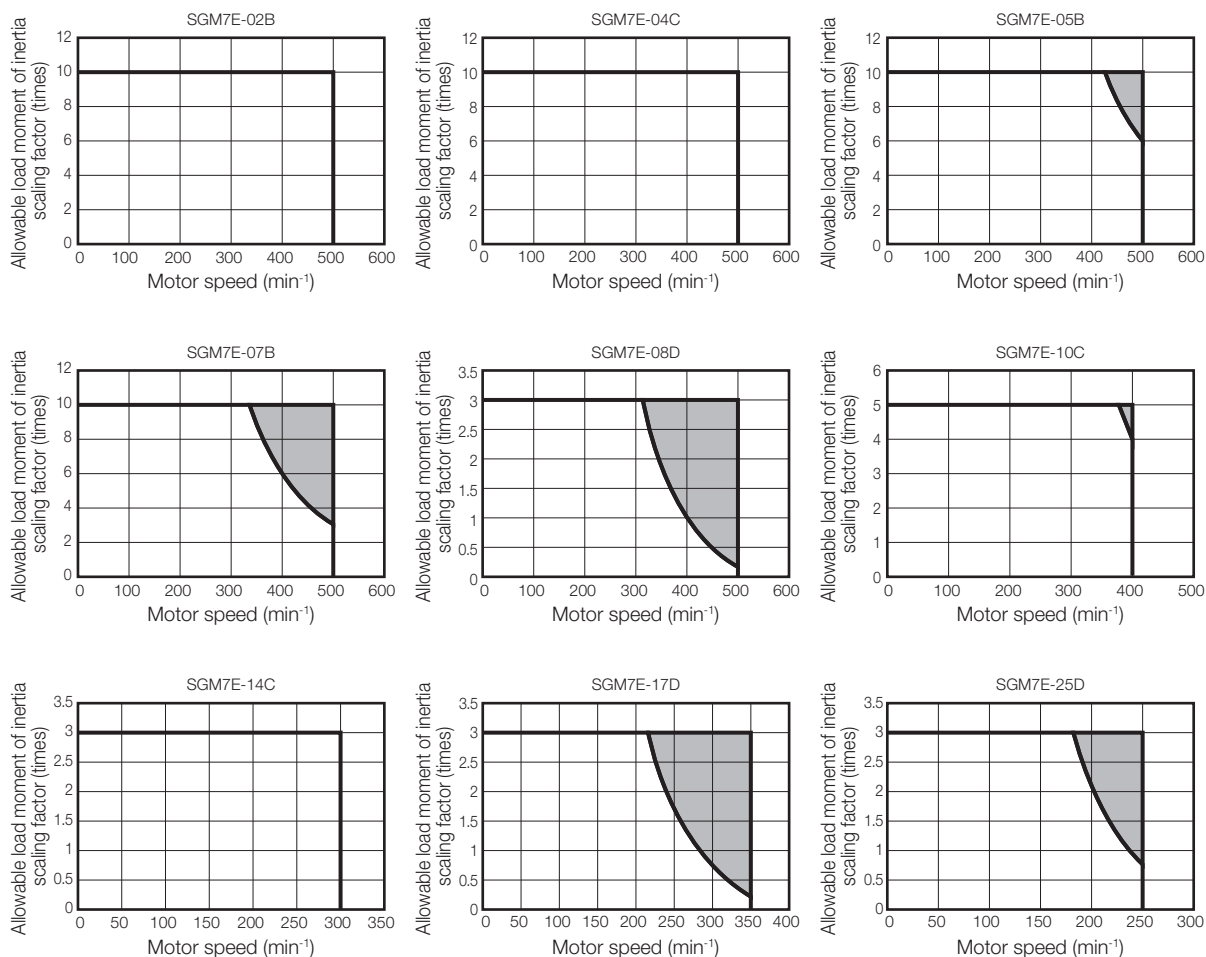 SGM7E-02B
Allowable load moment of inertia
scaling factor (times)
12
10
8
6
4
2
0
0 100 200 300 400 500 600
Motor speed (min-1)
SGM7E-04C
Allowable load moment of inertia
scaling factor (times)
12
10
8
6
4
2
0
0 100 200 300 400 500 600
Motor speed (min-1)
SGM7E-05B
Allowable load moment of inertia
scaling factor (times)
12
10
8
6
4
2
0
0 100 200 300 400 500 600
Motor speed (min-1)
SGM7E-07B
Allowable load moment of inertia
scaling factor (times)
12
10
8
6
4
2
0
0 100 200 300 400 500 600
Motor speed (min-1)
SGM7E-08D
Allowable load moment of inertia
scaling factor (times)
3.5
3
2.5
2
1.5
1
0.5
0
0 100 200 300 400 500 600
Motor speed (min-1)
SGM7E-10C
Allowable load moment of inertia
scaling factor (times)
6
5
4
3
2
1
0
0 100 200 300 400 500
Motor speed (min-1)
SGM7E-14C
Allowable load moment of inertia
scaling factor (times)
3.5
3
2.5
2
1.5
1
0.5
0
0 50 100 150 200 250 300 350
Motor speed (min-1)
SGM7E-17D
Allowable load moment of inertia
scaling factor (times)
3.5
3
2.5
2
1.5
1
0.5
0
0 50 100 150 200 250 300 350 400
Motor speed (min-1)
SGM7E-25D
Allowable load moment of inertia
scaling factor (times)
3.5
3
2.5
2
1.5
1
0.5
0
0 50 100 150 200 250 300
Motor speed (min-1)